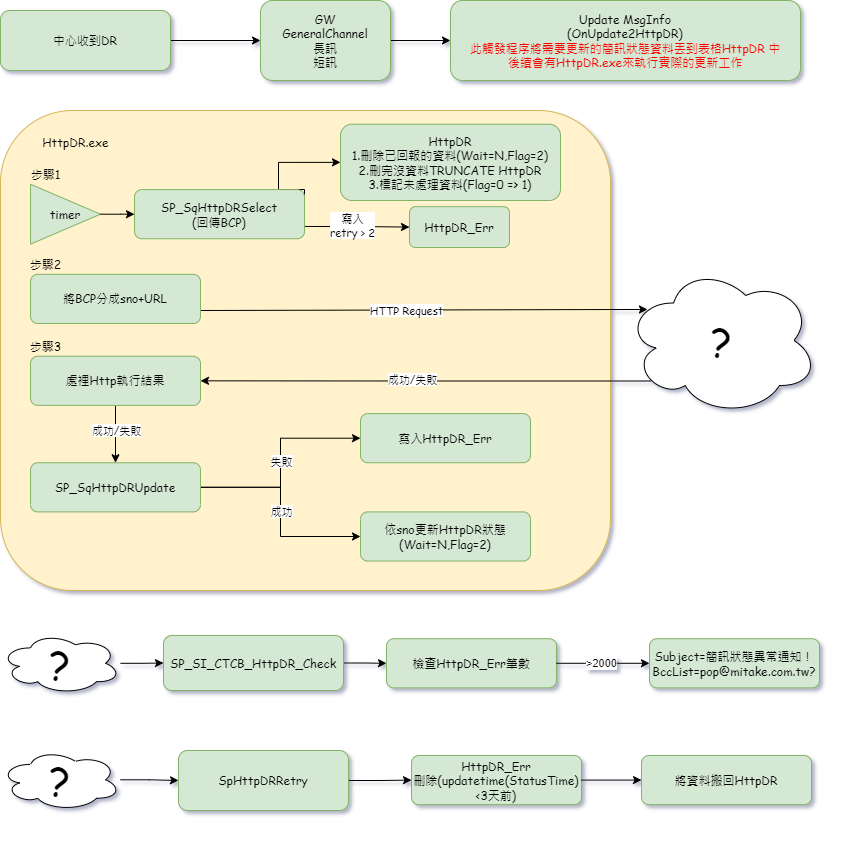 中心收到DR
GW
GeneralChannel
長訊
短訊
Update MsgInfo
(OnUpdate2HttpDR)
此觸發程序將需要更新的簡訊狀態資料丟到表格HttpDR 中
後續會有HttpDR.exe來執行實際的更新工作
HttpDR.exe
步驟1
timer
SP_SqHttpDRSelect
(回傳BCP)
HttpDR
1.刪除已回報的資料(Wait=N,Flag=2)
2.刪完沒資料TRUNCATE HttpDR
3.標記未處理資料(Flag=0 => 1)
寫入
retry > 2
HttpDR_Err
步驟2
將BCP分成sno+URL
HTTP Request
?
步驟3
處裡Http執行結果
成功/失敗
成功/失敗
SP_SqHttpDRUpdate
失敗
寫入HttpDR_Err
成功
依sno更新HttpDR狀態
(Wait=N,Flag=2)
?
SP_SI_CTCB_HttpDR_Check
檢查HttpDR_Err筆數
>2000
Subject=簡訊狀態異常通知！
BccList=pop@mitake.com.tw?
?
SpHttpDRRetry
HttpDR_Err
刪除(updatetime(StatusTime)
<3天前)
將資料搬回HttpDR